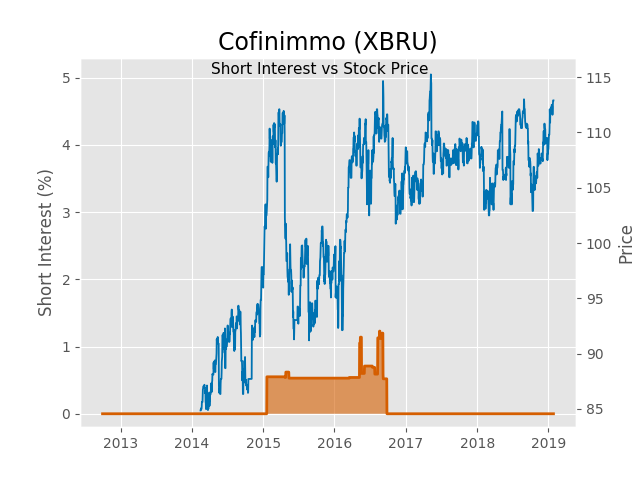 Cofinimmo (XBRU)
Short Interest vs Stock Price
Short Interest (%)
5
4
3
2
1
0
115
110
105
100
95
90
85
Price
2013 2014 2015 2016 2017 2018 2019